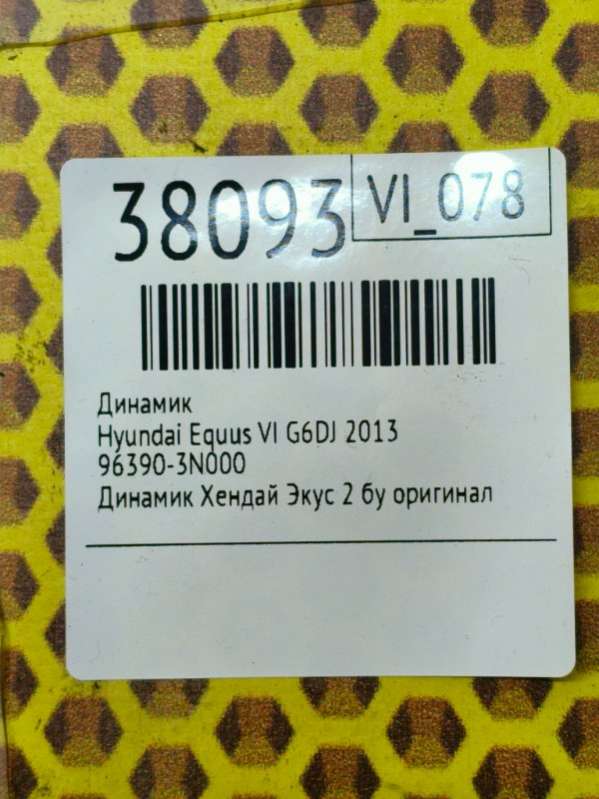 38093
VI_078
Динамик
Hyundai Equus VI G6DJ 2013
96390-3N000
Динамик Хендай Экус 2 бу оригинал